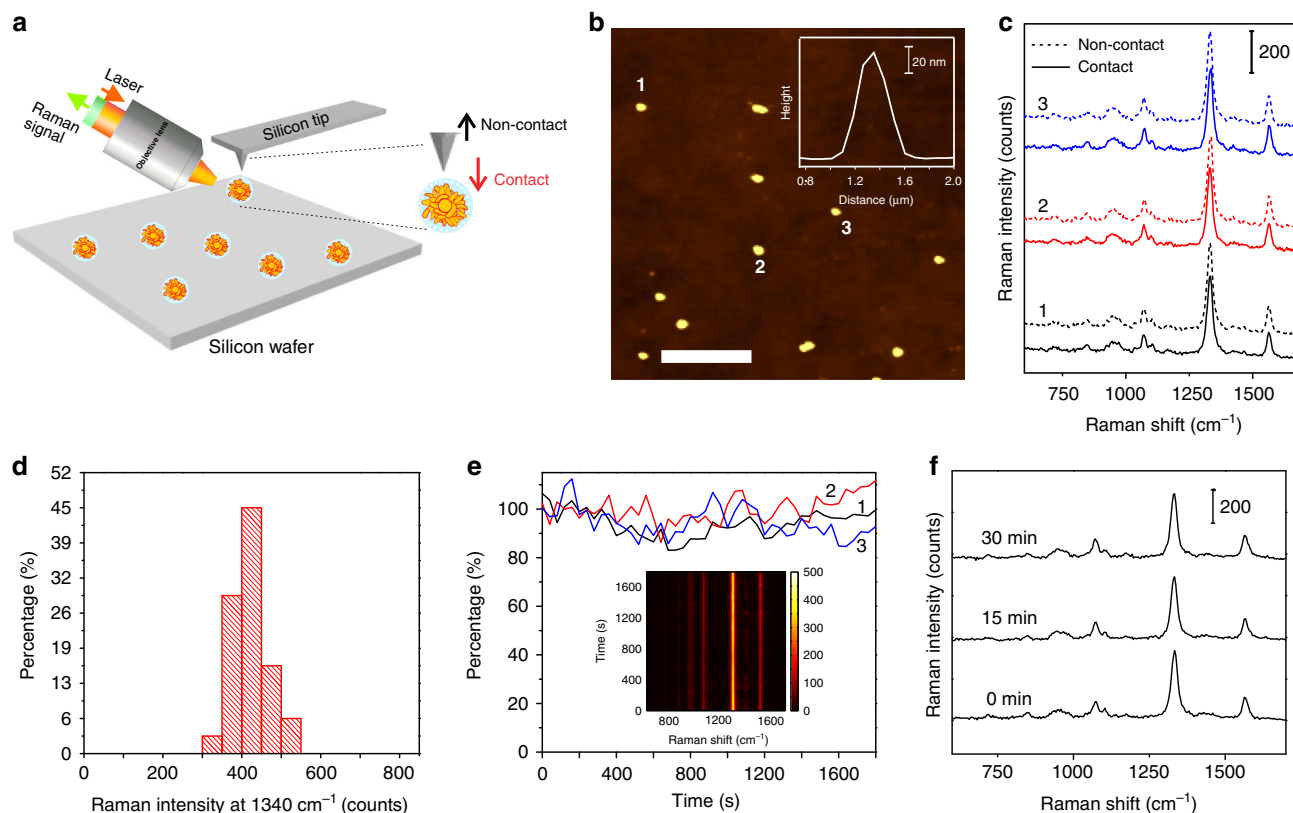 a
Laser
Raman
signal
Objective lens
Silicon tip
Non-contact
Contact
Silicon wafer
b
1
2
3
20 nm
Height
0.8 1.2 1.6 2.0
Distance (μm)
c
Non-contact
Contact
200
3
2
1
Raman intensity (counts)
750 1000 1250 1500
Raman shift (cm⁻¹)
d
52
45
39
32
26
19
13
6
0
Percentage (%)
0 200 400 600 800
Raman intensity at 1340 cm⁻¹ (counts)
e
100
80
60
40
20
0
Percentage (%)
2
1
3
1600
1200
800
400
0
Time (s)
800 1200 1600
Raman shift (cm⁻¹)
500
400
300
200
100
0
0 400 800 1200 1600
Time (s)
f
200
30 min
15 min
0 min
Raman intensity (counts)
750 1000 1250 1500
Raman shift (cm⁻¹)